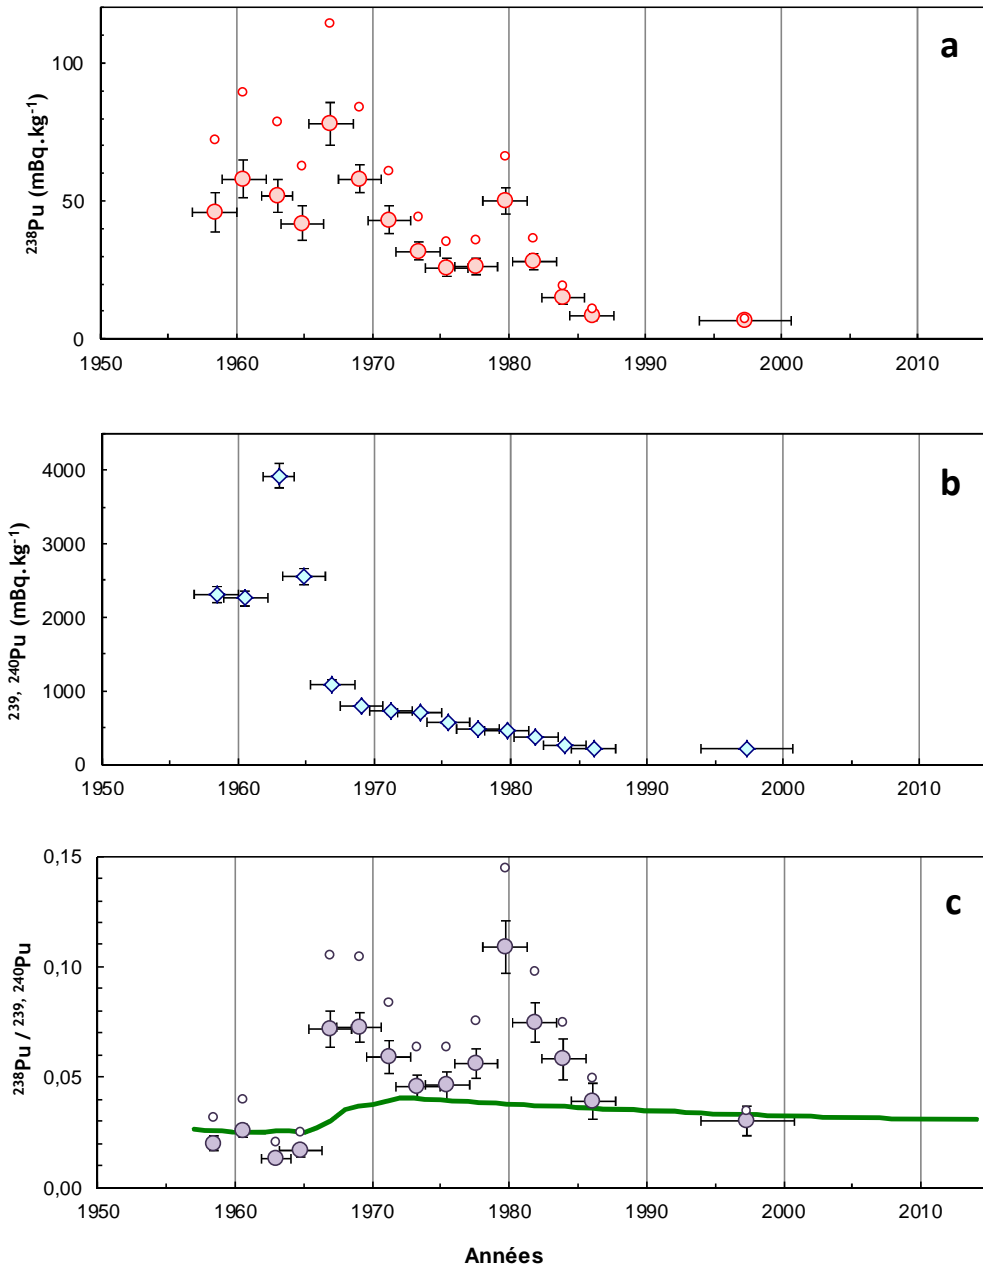 a
²³⁸Pu (mBq.kg⁻¹)
100
50
0
1950 1960 1970 1980 1990 2000 2010
b
²³⁹, ²⁴⁰Pu (mBq.kg⁻¹)
4000
3000
2000
1000
0
1950 1960 1970 1980 1990 2000 2010
c
²³⁸Pu / ²³⁹, ²⁴⁰Pu
0,15
0,10
0,05
0,00
1950 1960 1970 1980 1990 2000 2010
Années